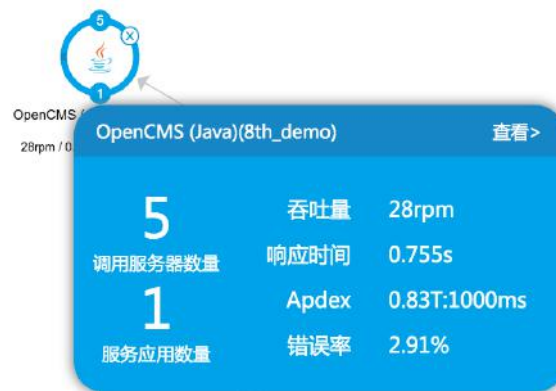 5
1
OpenCMS
28rpm / 0.
OpenCMS (Java)(8th_demo) 查看>
5
调用服务器数量
1
服务应用数量
吞吐量 28rpm
响应时间 0.755s
Apdex 0.83T:1000ms
错误率 2.91%